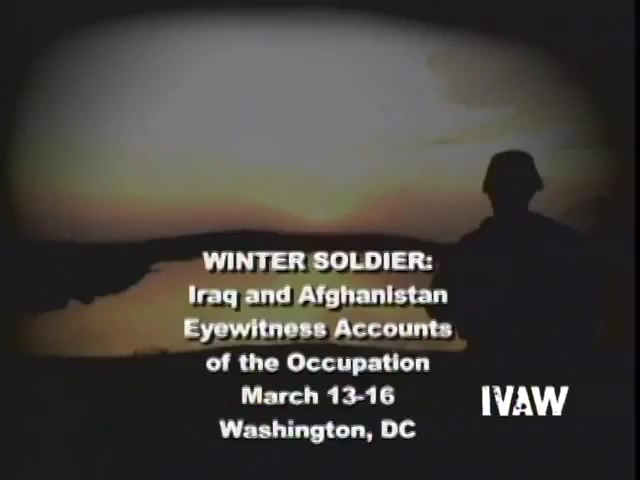 WINTER SOLDIER:
Iraq and Afghanistan
Eyewitness Accounts
of the Occupation
March 13-16
Washington, DC
IVAW